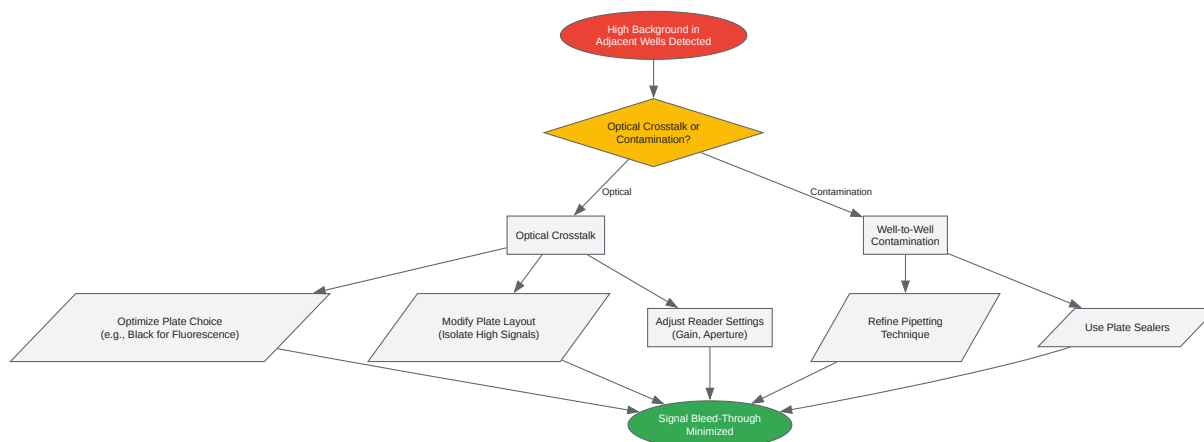 High Background in
Adjacent Wells Detected
Optical Crosstalk or
Contamination?
Optical
Contamination
Optical Crosstalk
Well-to-Well
Contamination
Optimize Plate Choice
(e.g., Black for Fluorescence)
Modify Plate Layout
(Isolate High Signals)
Adjust Reader Settings
(Gain, Aperture)
Refine Pipetting
Technique
Use Plate Sealers
Signal Bleed-Through
Minimized